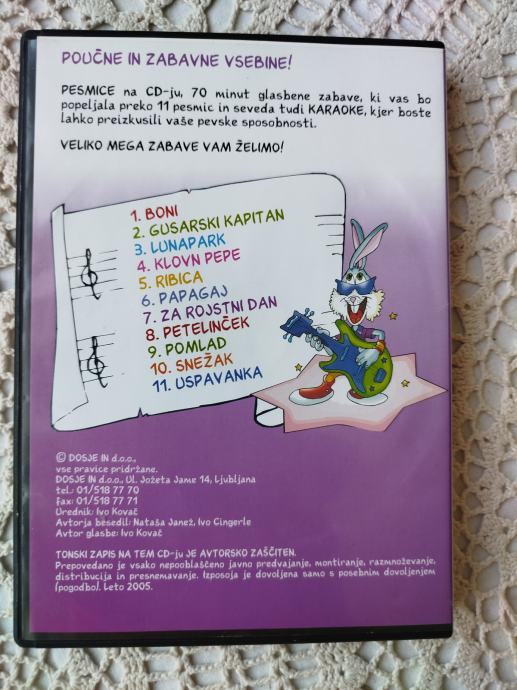 POUČNE IN ZABAVNE VSEBINE!
PESMICE na CD-ju, 70 minut glasbene zabave, ki vas bo
popeljala preko 11 pesmic in seveda tudi KARAOKE, kjer boste
lahko preizkusili vaše pevske sposobnosti.
VELIKO MEGA ZABAVE VAM ŽELIMO!
1. BONI
2. GUSARSKI KAPITAN
3. LUNAPARK
4. KLOVN PEPE
5. RIBICA
6. PAPAGAJ
7. ZA ROJSTNI DAN
8. PETELINČEK
9. POMLAD
10. SNEŽAK
11. USPAVANKA
© DOSJE IN d.o.o.,
vse pravice pridržane.
DOSJE IN d.o.o., Ul. Jožeta Jame 14, Ljubljana
tel.: 01/518 77 70
fax: 01/518 77 71
Urednik: Ivo Kovač
Avtorja besedil: Nataša Janež, Ivo Cingerle
Avtor glasbe: Ivo Kovač
TONSKI ZAPIS NA TEM CD-ju JE AVTORSKO ZAŠČITEN.
Prepovedano je vsako nepooblaščeno javno predvajanje, montiranje, razmnoževanje,
distribucija in presnemavanje. Izposoja je dovoljena samo s posebnim dovoljenjem
(pogodbo). Leto 2005.